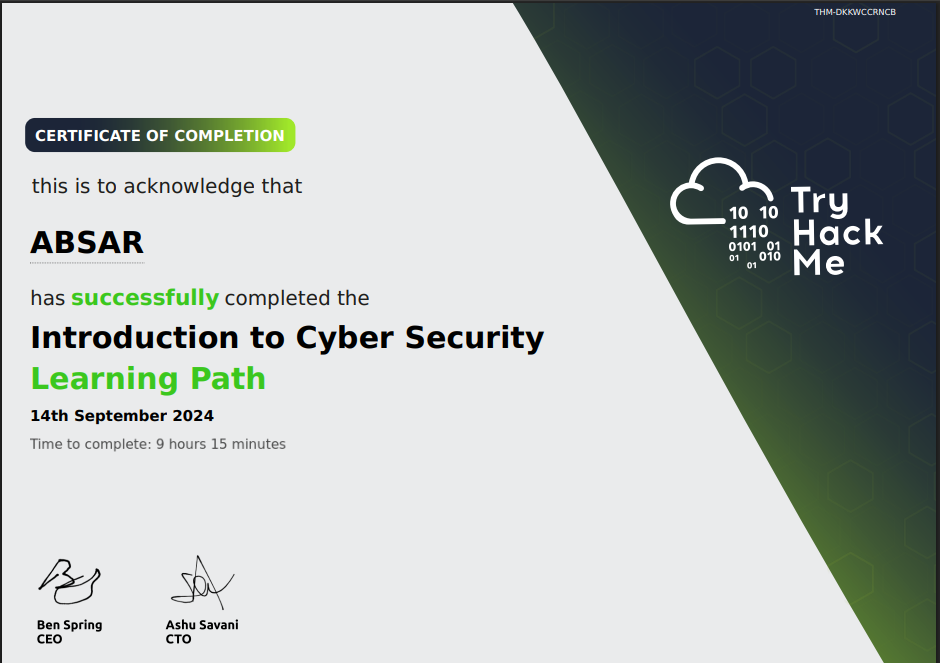 THM-DKKWCCRNCB
CERTIFICATE OF COMPLETION
this is to acknowledge that
ABSAR
has successfully completed the
Introduction to Cyber Security
Learning Path
14th September 2024
Time to complete: 9 hours 15 minutes
10 10
1110
0101 01
01 010
01
Try
Hack
Me
Ben Spring
CEO
Ashu Savani
CTO